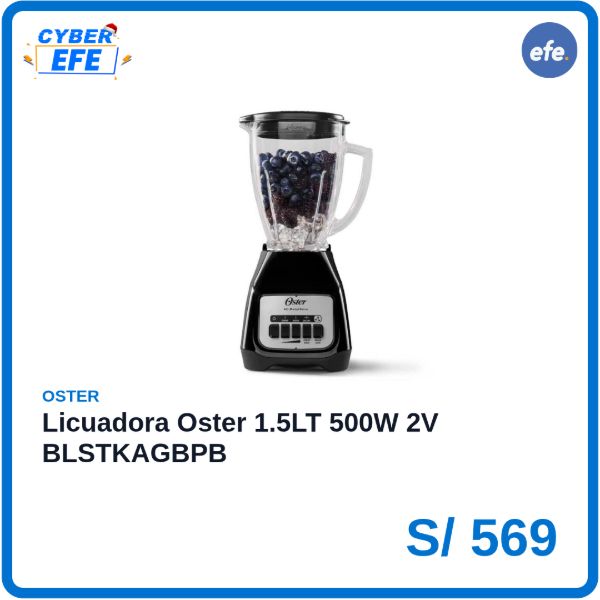 CYBER
EFE
efe.
Oster
OSTER
Licuadora Oster 1.5LT 500W 2V
BLSTKAGBPB
S/ 569